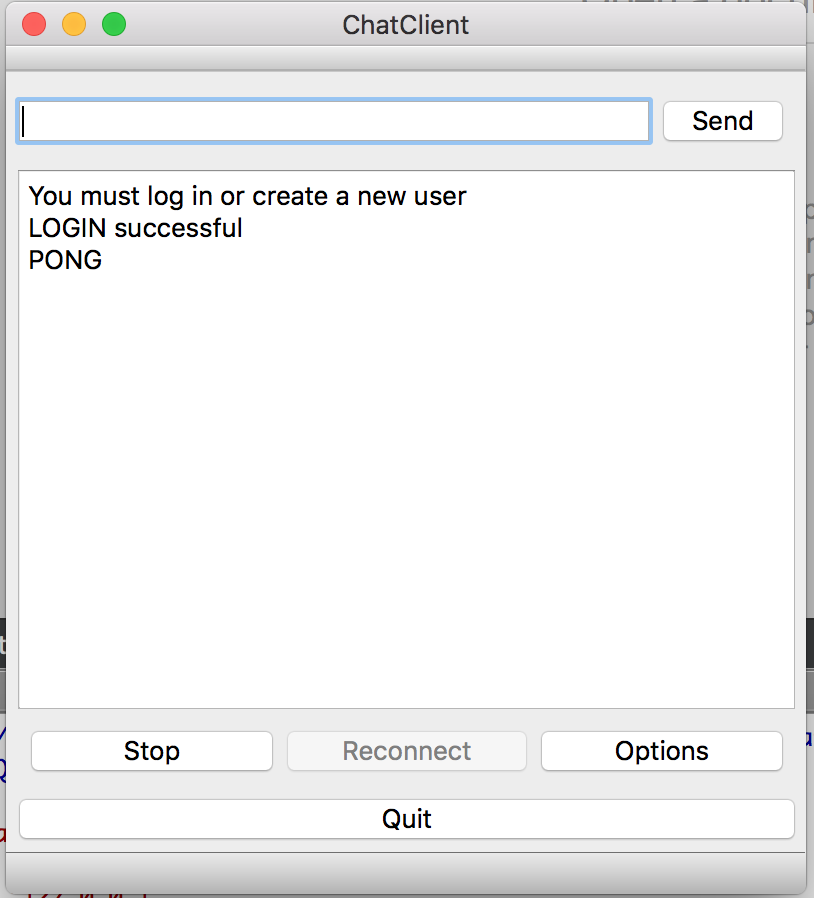 ChatClient
Send
You must log in or create a new user
LOGIN successful
PONG
Stop
Reconnect
Options
Quit